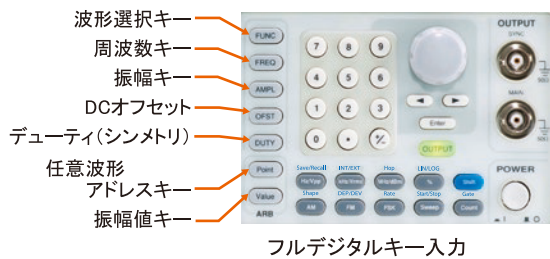 波形選択キー
周波数キー
振幅キー
DCオフセット
デューティ(シンメトリ)
任意波形
アドレスキー
振幅値キー
FUNC
FREQ
AMPL
OFST
DUTY
Point
Value
ARB
7 8 9
4 5 6
1 2 3
0 • +/-
Enter
OUTPUT
OUTPUT
SYNC
50Ω
MAIN
50Ω
Save/Recall INT/EXT Hop LIN/LOG
Hz/Vpp % Shift
Shape DEP/DEV Rate Start/Stop Gate
AM FM FSK Sweep Count
POWER
フルデジタルキー入力